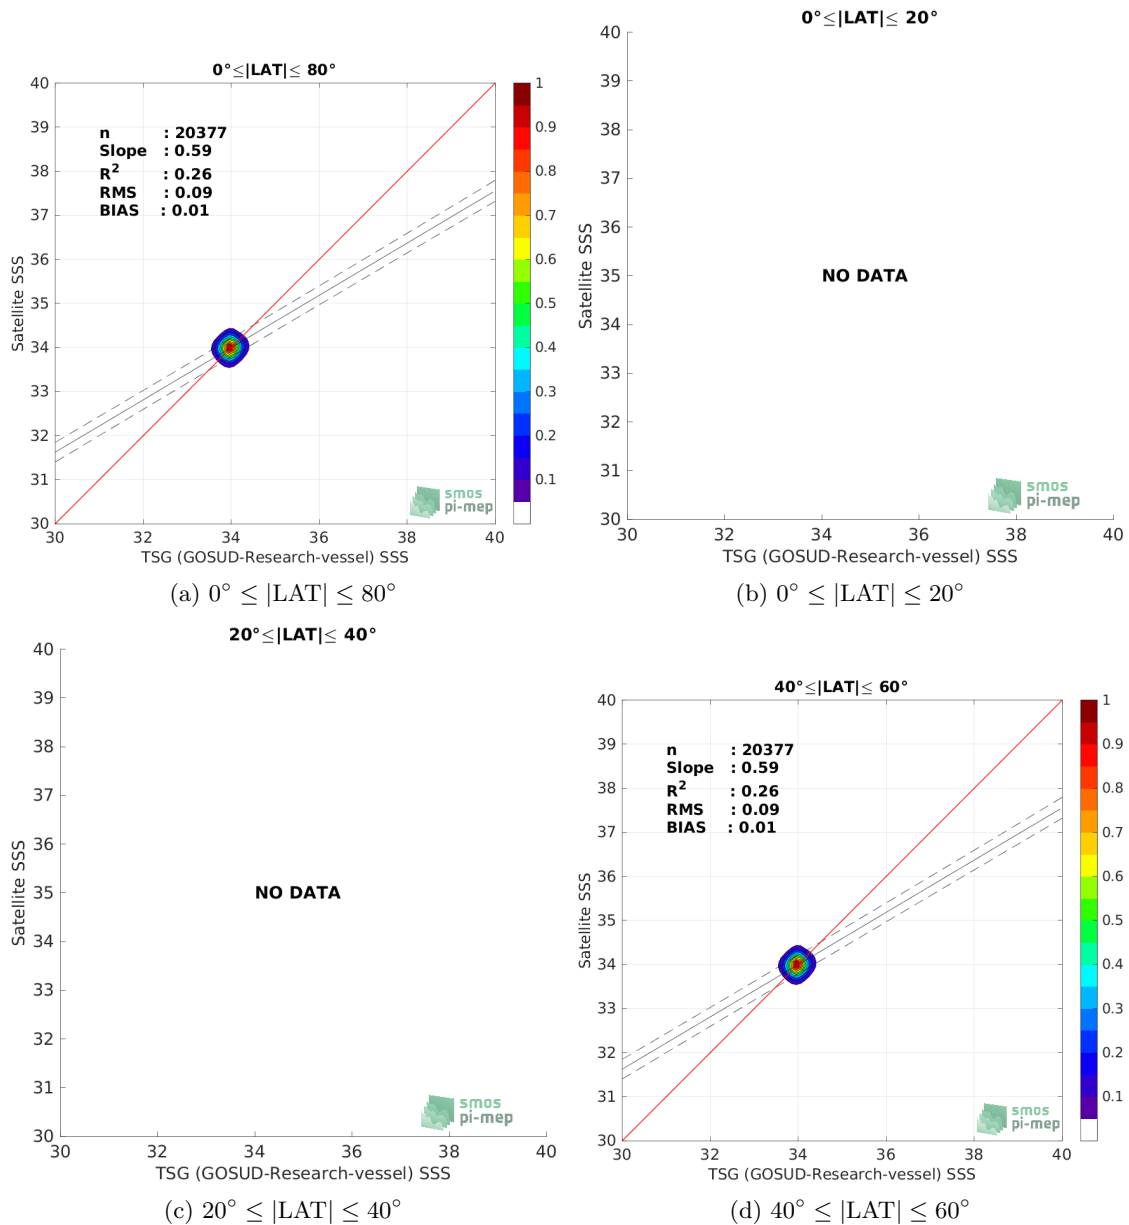 0°≤|LAT|≤ 80°
40
39
38
37
36
35
34
33
32
31
30
Satellite SSS
n : 20377
Slope : 0.59
R² : 0.26
RMS : 0.09
BIAS : 0.01
1
0.9
0.8
0.7
0.6
0.5
0.4
0.3
0.2
0.1
smos
pi-mep
30 32 34 36 38 40
TSG (GOSUD-Research-vessel) SSS
(a) 0° ≤ |LAT| ≤ 80°
0°≤|LAT|≤ 20°
40
39
38
37
36
35
34
33
32
31
30
Satellite SSS
NO DATA
smos
pi-mep
30 32 34 36 38 40
TSG (GOSUD-Research-vessel) SSS
(b) 0° ≤ |LAT| ≤ 20°
20°≤|LAT|≤ 40°
40
39
38
37
36
35
34
33
32
31
30
Satellite SSS
NO DATA
smos
pi-mep
30 32 34 36 38 40
TSG (GOSUD-Research-vessel) SSS
(c) 20° ≤ |LAT| ≤ 40°
40°≤|LAT|≤ 60°
40
39
38
37
36
35
34
33
32
31
30
Satellite SSS
n : 20377
Slope : 0.59
R² : 0.26
RMS : 0.09
BIAS : 0.01
1
0.9
0.8
0.7
0.6
0.5
0.4
0.3
0.2
0.1
smos
pi-mep
30 32 34 36 38 40
TSG (GOSUD-Research-vessel) SSS
(d) 40° ≤ |LAT| ≤ 60°